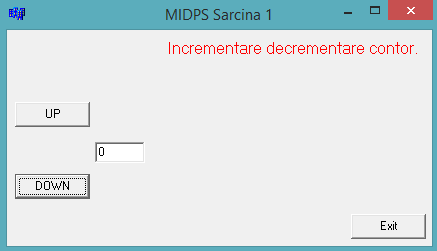 MIDPS Sarcina 1
Incrementare decrementare contor.
UP
0
DOWN
Exit